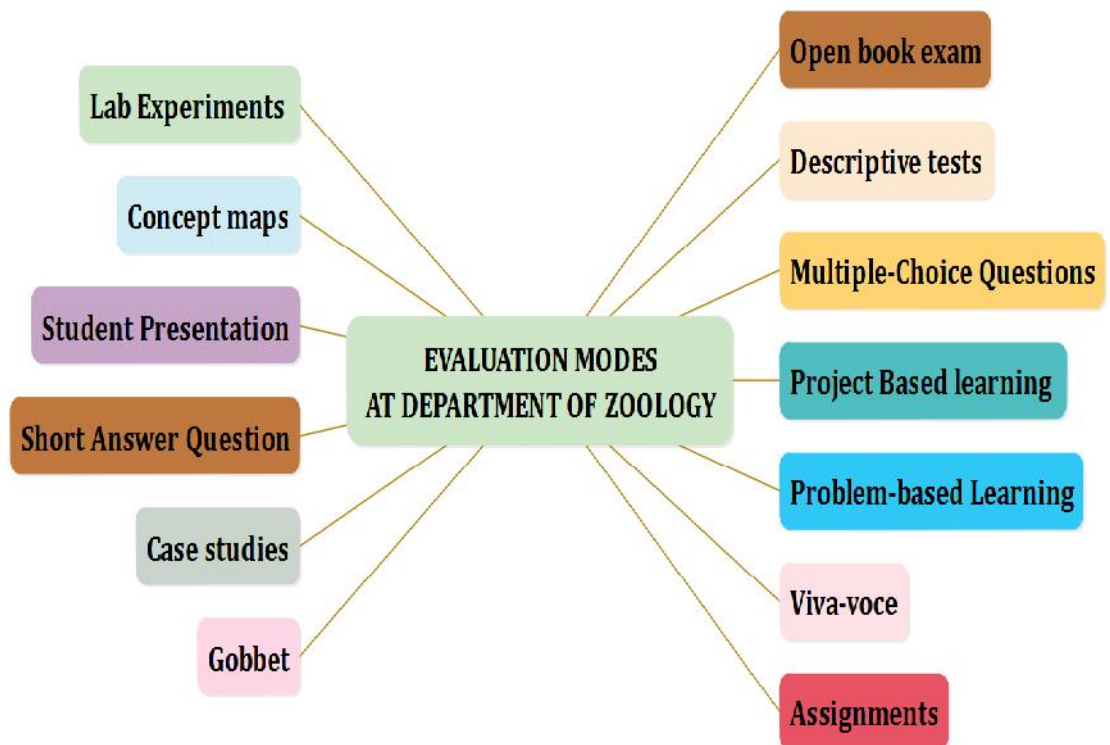 Lab Experiments
Concept maps
Student Presentation
Short Answer Question
Case studies
Gobbet
EVALUATION MODES
AT DEPARTMENT OF ZOOLOGY
Open book exam
Descriptive tests
Multiple-Choice Questions
Project Based learning
Problem-based Learning
Viva-voce
Assignments